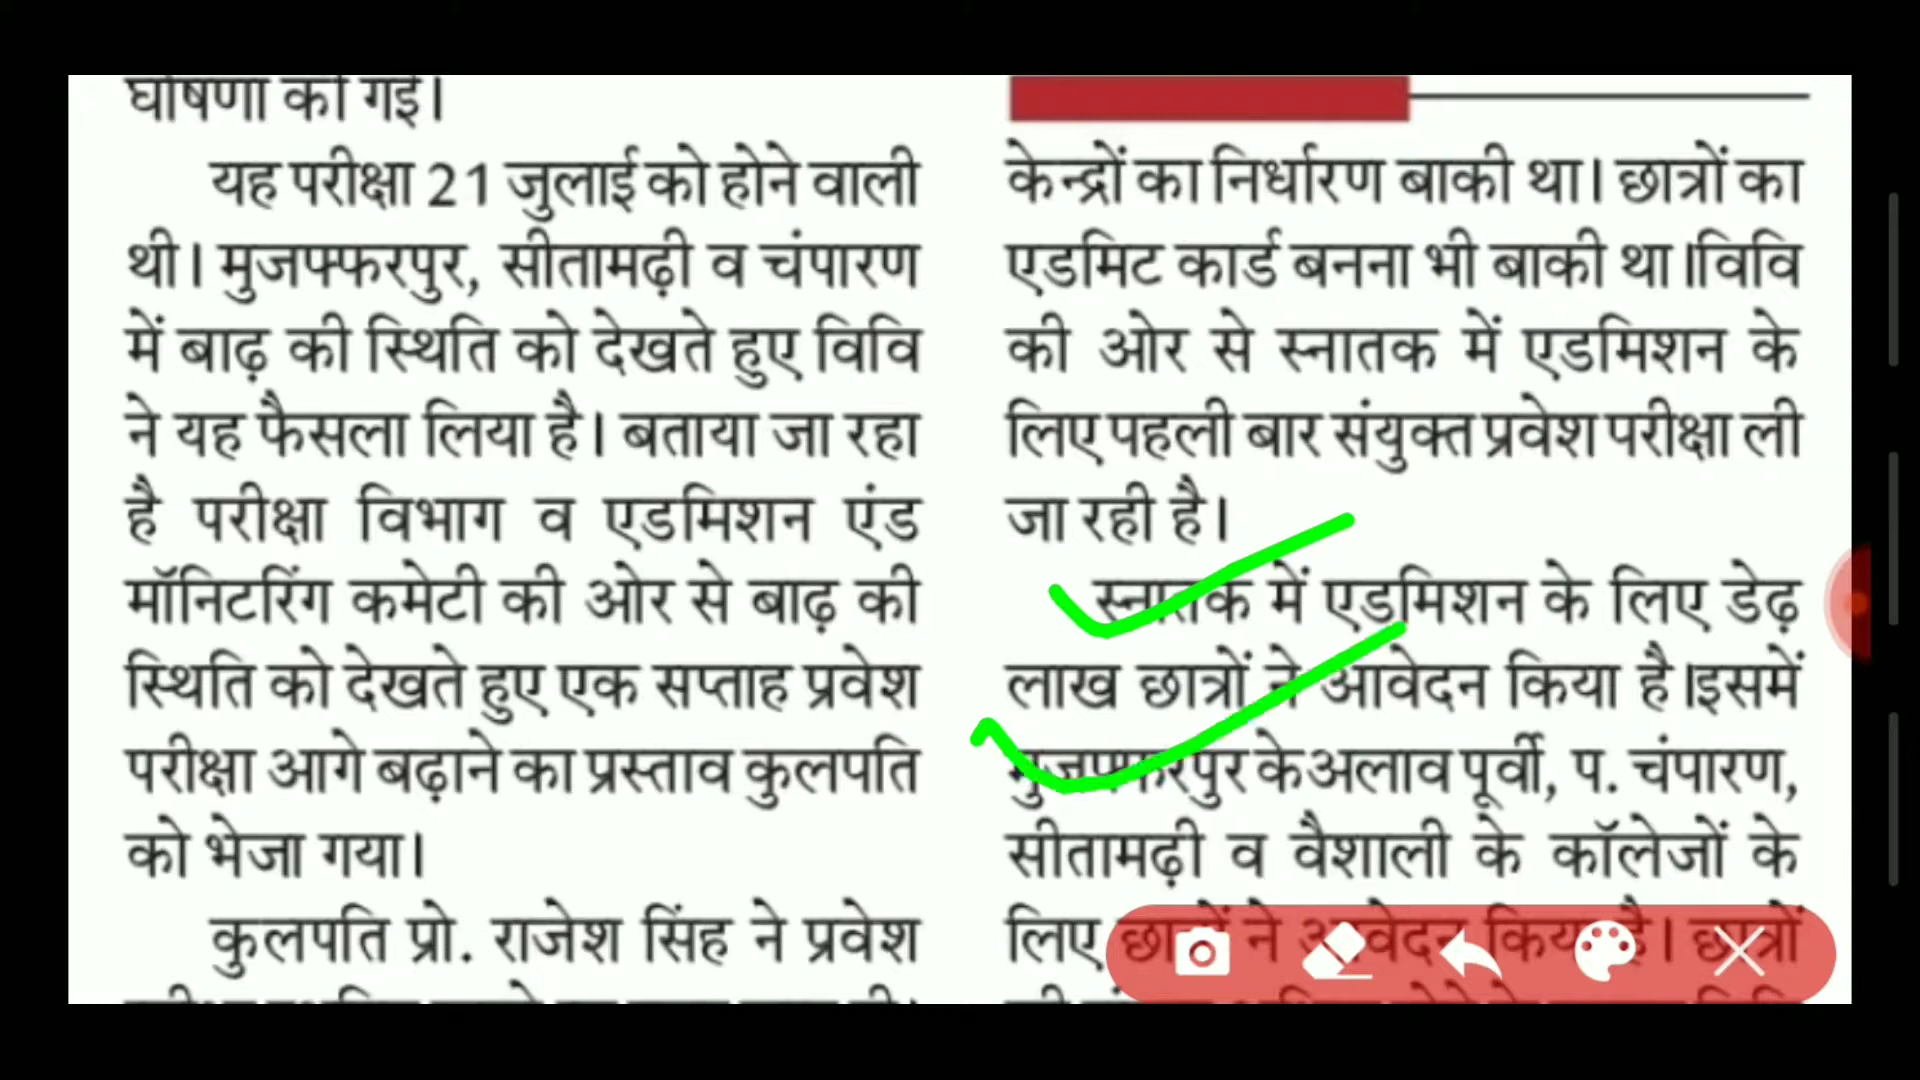 घोषणा की गई।
यह परीक्षा 21 जुलाई को होने वाली
थी। मुजफ्फरपुर, सीतामढ़ी व चंपारण
में बाढ़ की स्थिति को देखते हुए विवि
ने यह फैसला लिया है। बताया जा रहा
है परीक्षा विभाग व एडमिशन एंड
मॉनिटरिंग कमेटी की ओर से बाढ़ की
स्थिति को देखते हुए एक सप्ताह प्रवेश
परीक्षा आगे बढ़ाने का प्रस्ताव कुलपति
को भेजा गया।
कुलपति प्रो. राजेश सिंह ने प्रवेश
केन्द्रों का निर्धारण बाकी था। छात्रों का
एडमिट कार्ड बनना भी बाकी था।विवि
की ओर से स्नातक में एडमिशन के
लिए पहली बार संयुक्त प्रवेश परीक्षा ली
जा रही है।
स्नातक में एडमिशन के लिए डेढ़
लाख छात्रों ने आवेदन किया है।इसमें
मुजफ्फरपुर के अलाव पूर्वी, प. चंपारण,
सीतामढ़ी व वैशाली के कॉलेजों के
लिए छात्रों ने आवेदन किया है। छात्रों